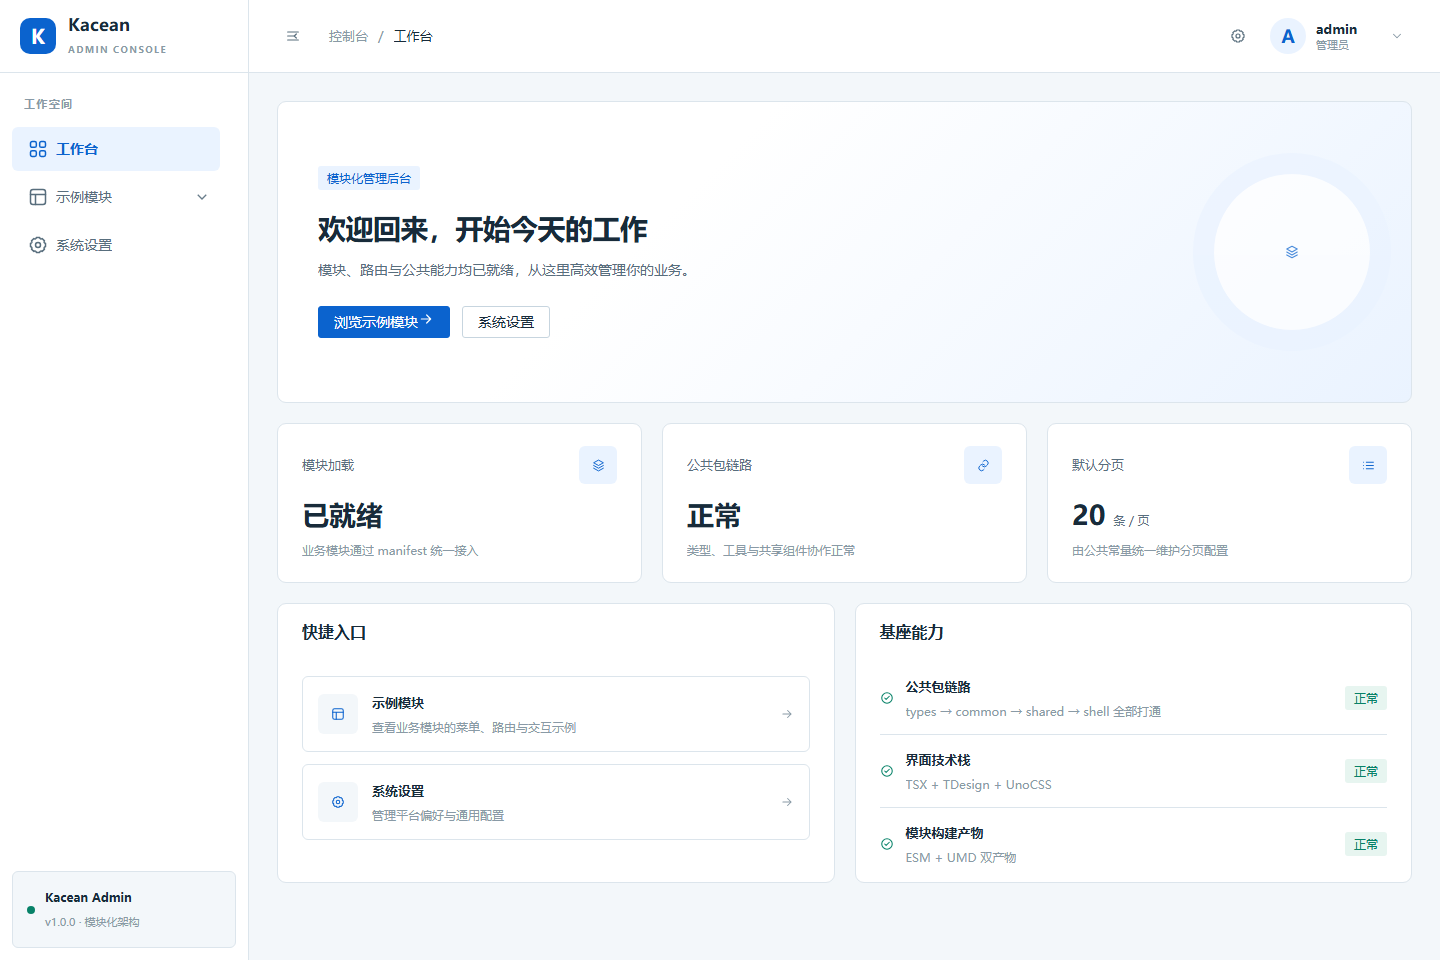 K
Kacean
ADMIN CONSOLE
控制台 / 工作台
A
admin
管理员
工作空间
工作台
示例模块
系统设置
模块化管理后台
欢迎回来，开始今天的工作
模块、路由与公共能力均已就绪，从这里高效管理你的业务。
浏览示例模块
系统设置
模块加载
已就绪
业务模块通过 manifest 统一接入
公共包链路
正常
类型、工具与共享组件协作正常
默认分页
20 条 / 页
由公共常量统一维护分页配置
快捷入口
示例模块
查看业务模块的菜单、路由与交互示例
系统设置
管理平台偏好与通用配置
基座能力
公共包链路
types → common → shared → shell 全部打通
正常
界面技术栈
TSX + TDesign + UnoCSS
正常
模块构建产物
ESM + UMD 双产物
正常
Kacean Admin
v1.0.0 · 模块化架构